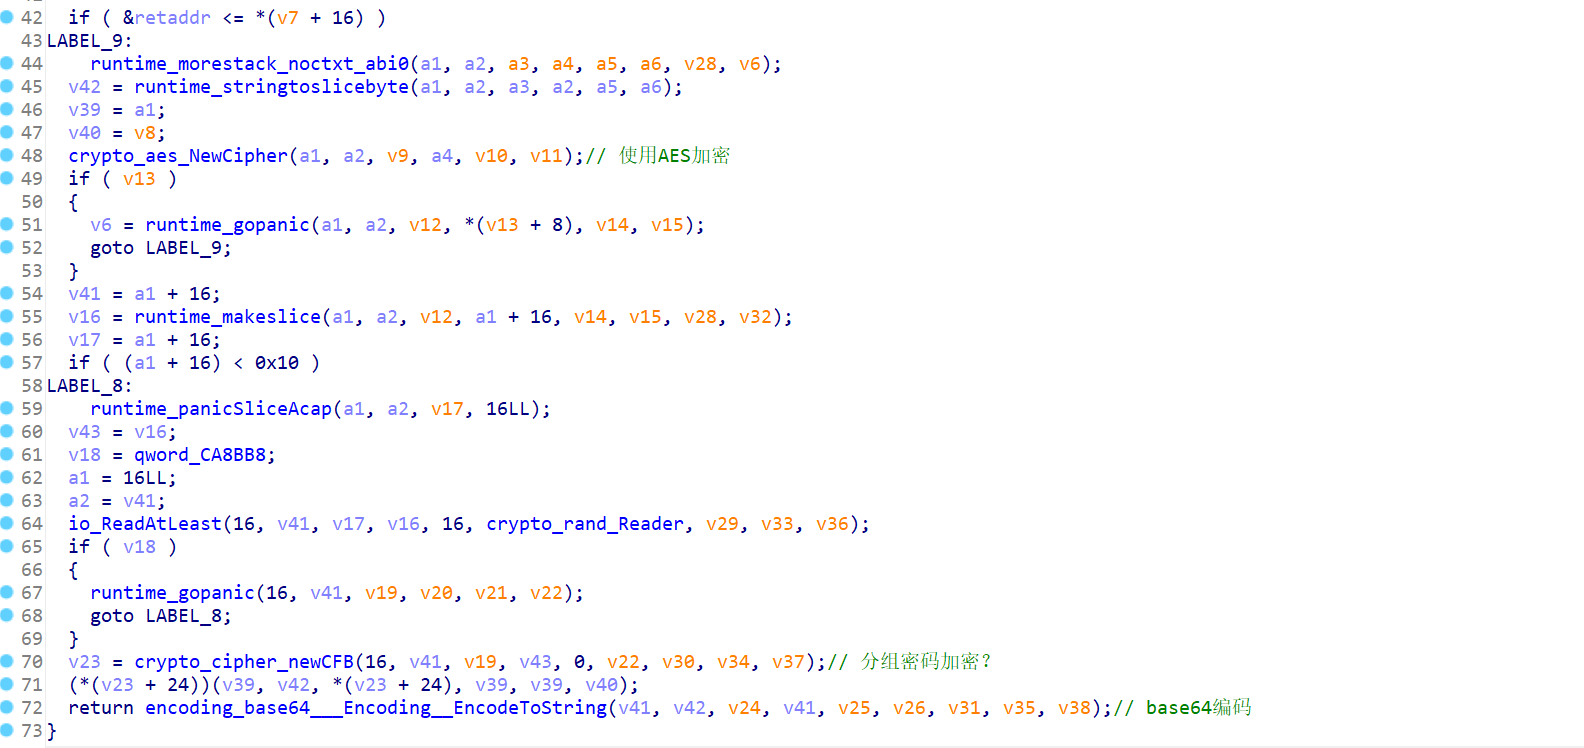 42 if ( &retaddr <= *(v7 + 16) )
43 LABEL_9:
44 runtime_morestack_noctxt_abi0(a1, a2, a3, a4, a5, a6, v28, v6);
45 v42 = runtime_stringtoslicebyte(a1, a2, a3, a2, a5, a6);
46 v39 = a1;
47 v40 = v8;
48 crypto_aes_NewCipher(a1, a2, v9, a4, v10, v11);// 使用AES加密
49 if ( v13 )
50 {
51 v6 = runtime_gopanic(a1, a2, v12, *(v13 + 8), v14, v15);
52 goto LABEL_9;
53 }
54 v41 = a1 + 16;
55 v16 = runtime_makeslice(a1, a2, v12, a1 + 16, v14, v15, v28, v32);
56 v17 = a1 + 16;
57 if ( (a1 + 16) < 0x10 )
58 LABEL_8:
59 runtime_panicSliceAcap(a1, a2, v17, 16LL);
60 v43 = v16;
61 v18 = qword_CA8BB8;
62 a1 = 16LL;
63 a2 = v41;
64 io_ReadAtLeast(16, v41, v17, v16, 16, crypto_rand_Reader, v29, v33, v36);
65 if ( v18 )
66 {
67 runtime_gopanic(16, v41, v19, v20, v21, v22);
68 goto LABEL_8;
69 }
70 v23 = crypto_cipher_newCFB(16, v41, v19, v43, 0, v22, v30, v34, v37);// 分组密码加密?
71 (*(v23 + 24))(v39, v42, *(v23 + 24), v39, v39, v40);
72 return encoding_base64___Encoding__EncodeToString(v41, v42, v24, v41, v25, v26, v31, v35, v38);// base64编码
73 }